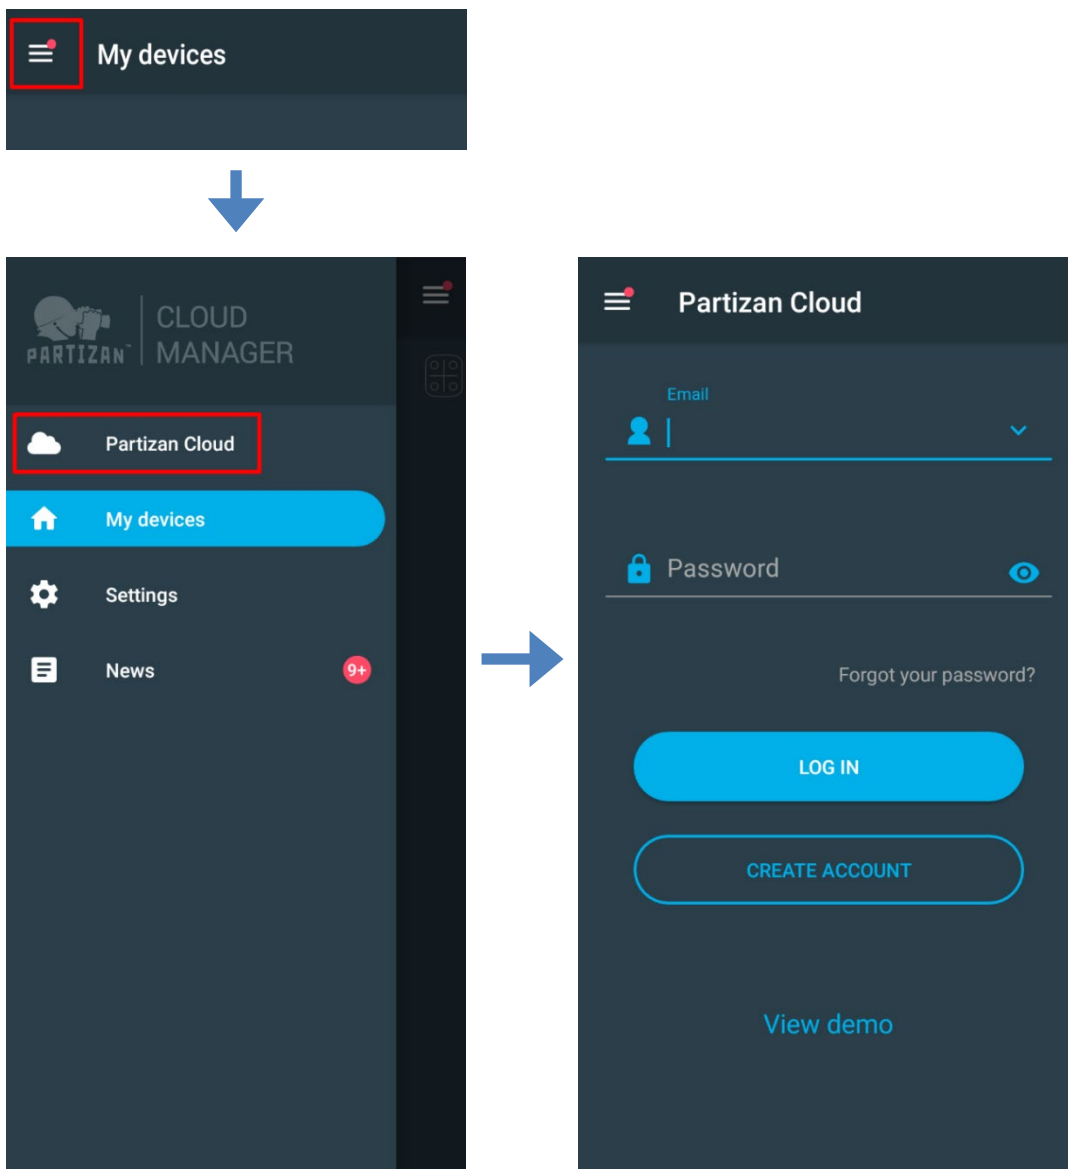 My devices
PARTIZAN™
CLOUD
MANAGER
Partizan Cloud
My devices
Settings
News
9+
Partizan Cloud
Email
Password
Forgot your password?
LOG IN
CREATE ACCOUNT
View demo